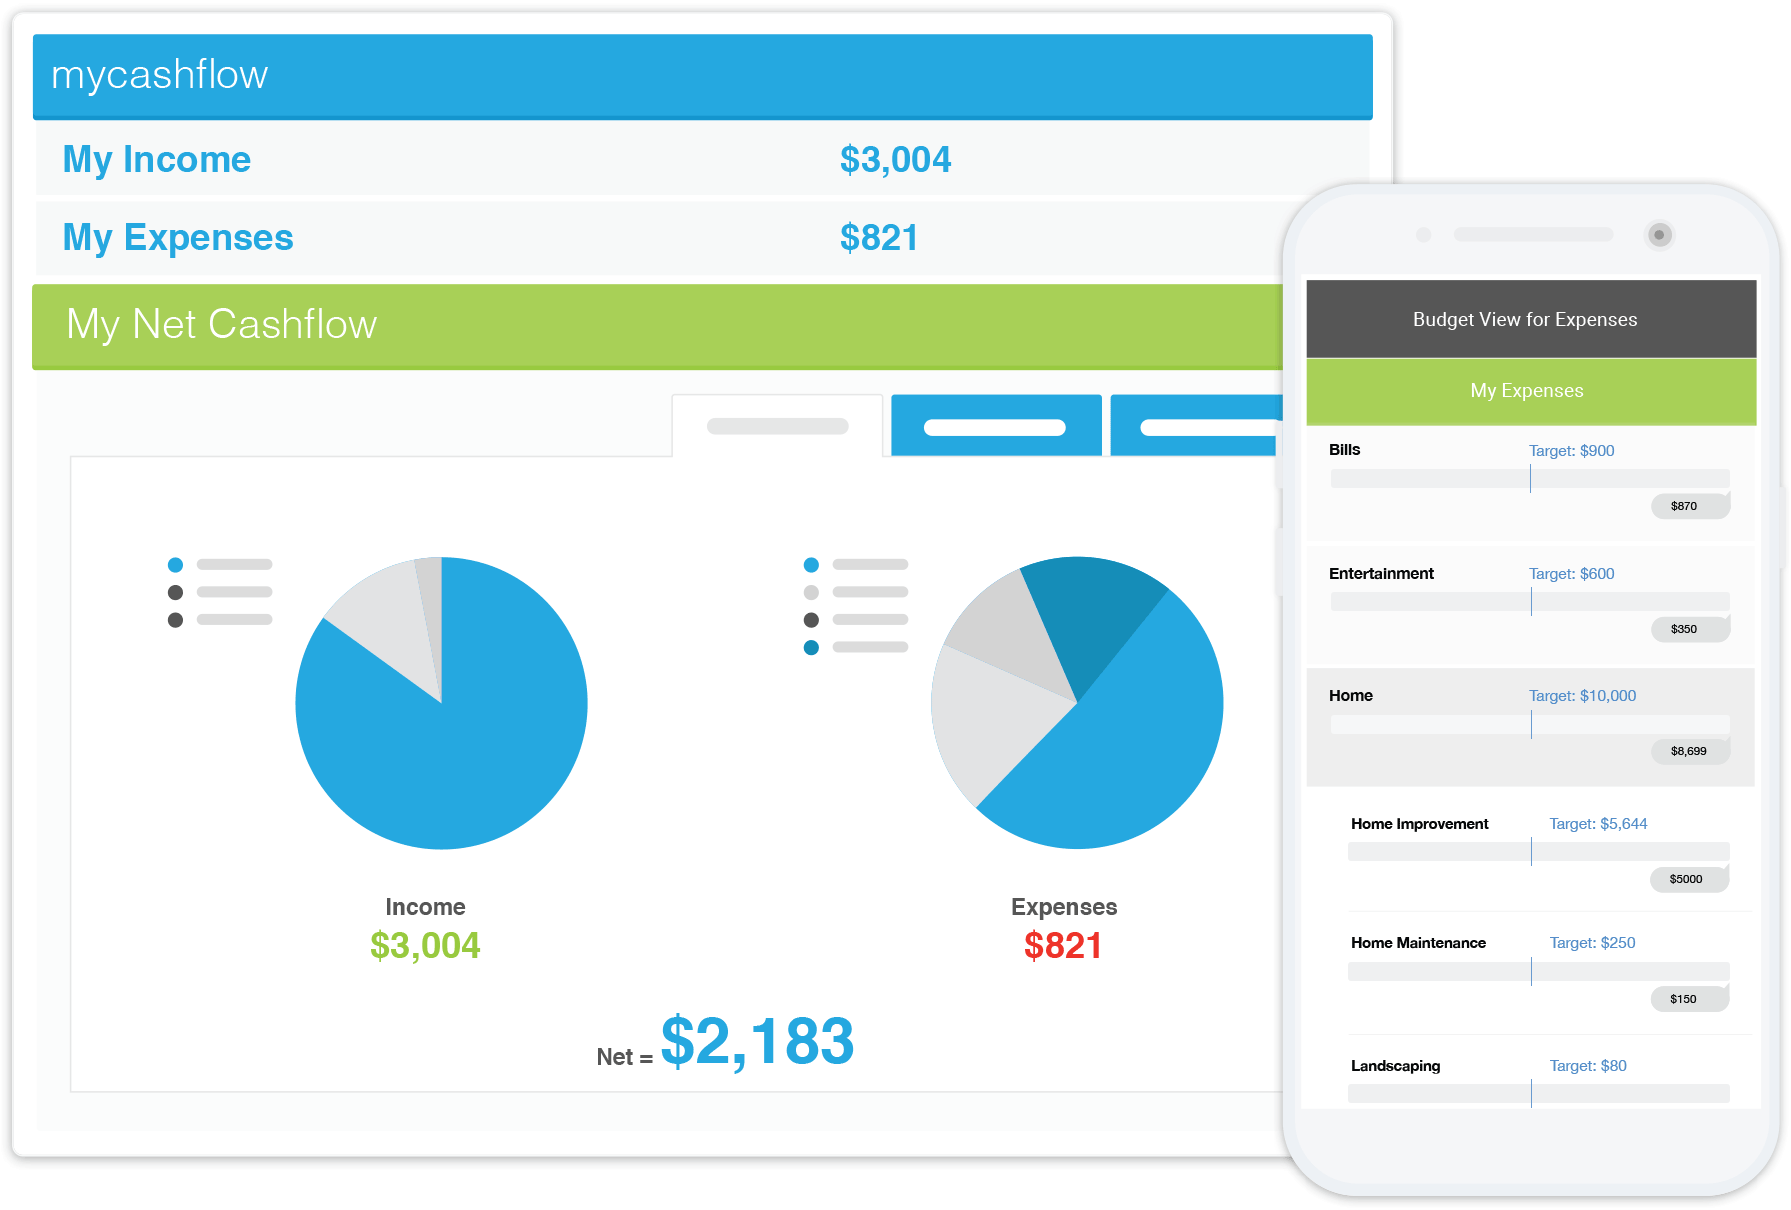 mycashflow
My Income $3,004
My Expenses $821
My Net Cashflow
Income
$3,004
Expenses
$821
Net = $2,183
Budget View for Expenses
My Expenses
Bills Target: $900
$870
Entertainment Target: $600
$350
Home Target: $10,000
$8,699
Home Improvement Target: $5,644
$5000
Home Maintenance Target: $250
$150
Landscaping Target: $80